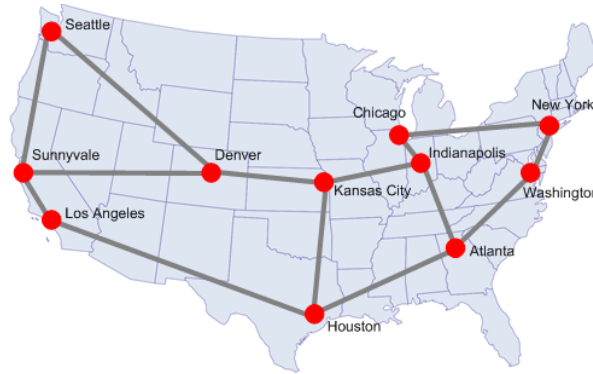 Seattle
Chicago
New York
Sunnyvale
Denver
Indianapolis
Kansas City
Washington
Los Angeles
Atlanta
Houston